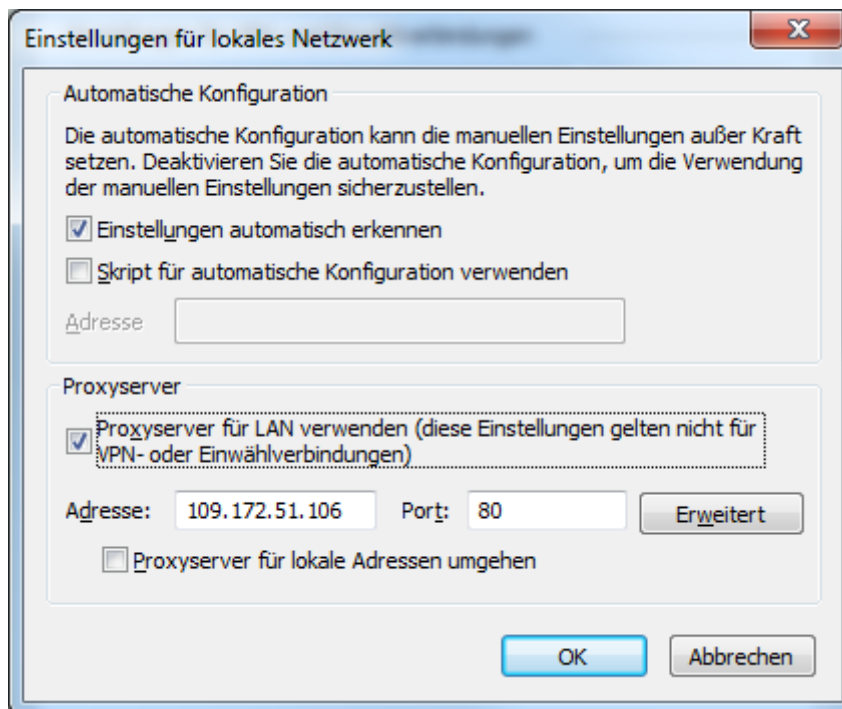 Einstellungen für lokales Netzwerk
Automatische Konfiguration
Die automatische Konfiguration kann die manuellen Einstellungen außer Kraft
setzen. Deaktivieren Sie die automatische Konfiguration, um die Verwendung
der manuellen Einstellungen sicherzustellen.
Einstellungen automatisch erkennen
Skript für automatische Konfiguration verwenden
Adresse
Proxyserver
Proxyserver für LAN verwenden (diese Einstellungen gelten nicht für
VPN- oder Einwählverbindungen)
Adresse: 109.172.51.106 Port: 80 Erweitert
Proxyserver für lokale Adressen umgehen
OK Abbrechen